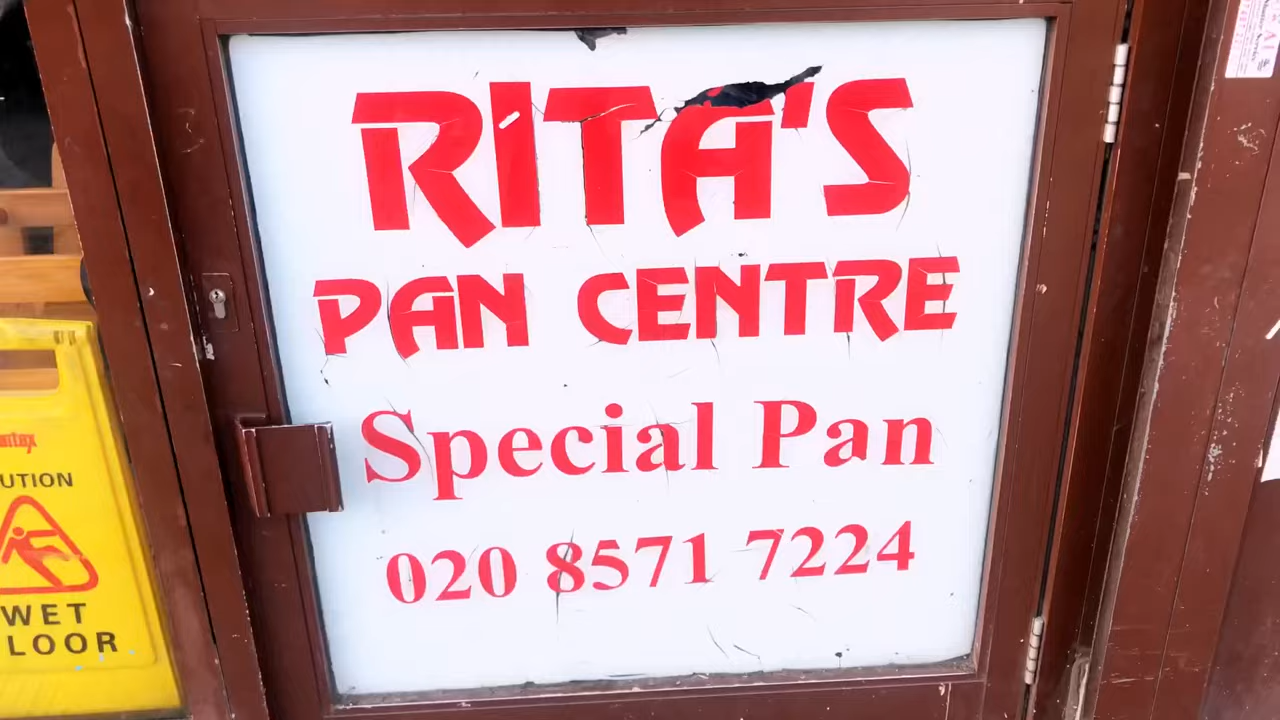 RITA'S
PAN CENTRE
Special Pan
020 8571 7224
UTION
WET
LOOR